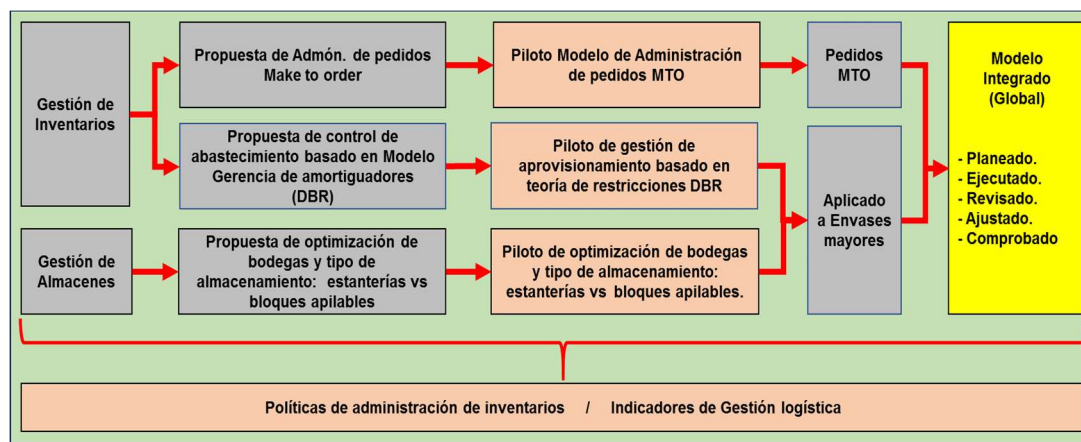 Gestión de
Inventarios
Propuesta de Admón. de pedidos
Make to order
Piloto Modelo de Administración
de pedidos MTO
Pedidos
MTO
Modelo
Integrado
(Global)
- Planeado.
- Ejecutado.
- Revisado.
- Ajustado.
- Comprobado
Propuesta de control de
abastecimiento basado en Modelo
Gerencia de amortiguadores
(DBR)
Piloto de gestión de
aprovisionamiento basado en
teoría de restricciones DBR
Aplicado
a Envases
mayores
Gestión de
Almacenes
Propuesta de optimización de
bodegas y tipo de
almacenamiento: estanterías vs
bloques apilables
Piloto de optimización de bodegas
y tipo de almacenamiento:
estanterías vs bloques apilables.
Políticas de administración de inventarios / Indicadores de Gestión logística